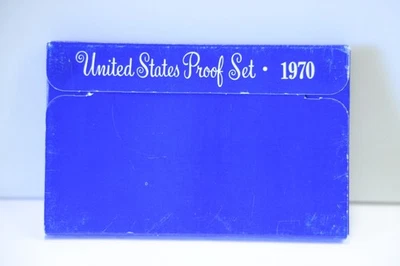 United States Proof Set · 1970